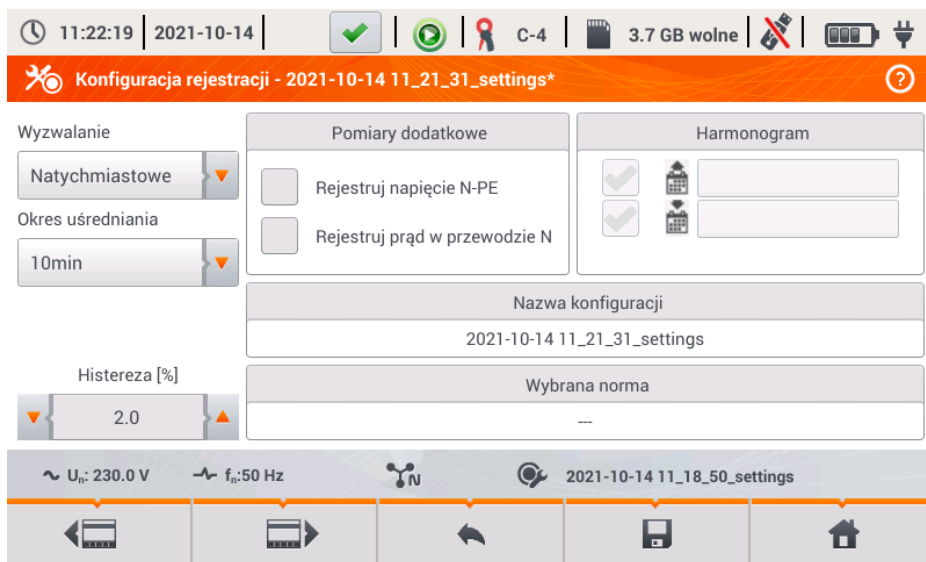 11:22:19 2021-10-14 C-4 3.7 GB wolne
Konfiguracja rejestracji - 2021-10-14 11_21_31_settings*
?
Wyzwalanie
Natychmiastowe
Okres uśredniania
10min
Histereza [%]
2.0
Pomiary dodatkowe
Rejestruj napięcie N-PE
Rejestruj prąd w przewodzie N
Harmonogram
Nazwa konfiguracji
2021-10-14 11_21_31_settings
Wybrana norma
---
Uₙ: 230.0 V fₙ:50 Hz N 2021-10-14 11_18_50_settings